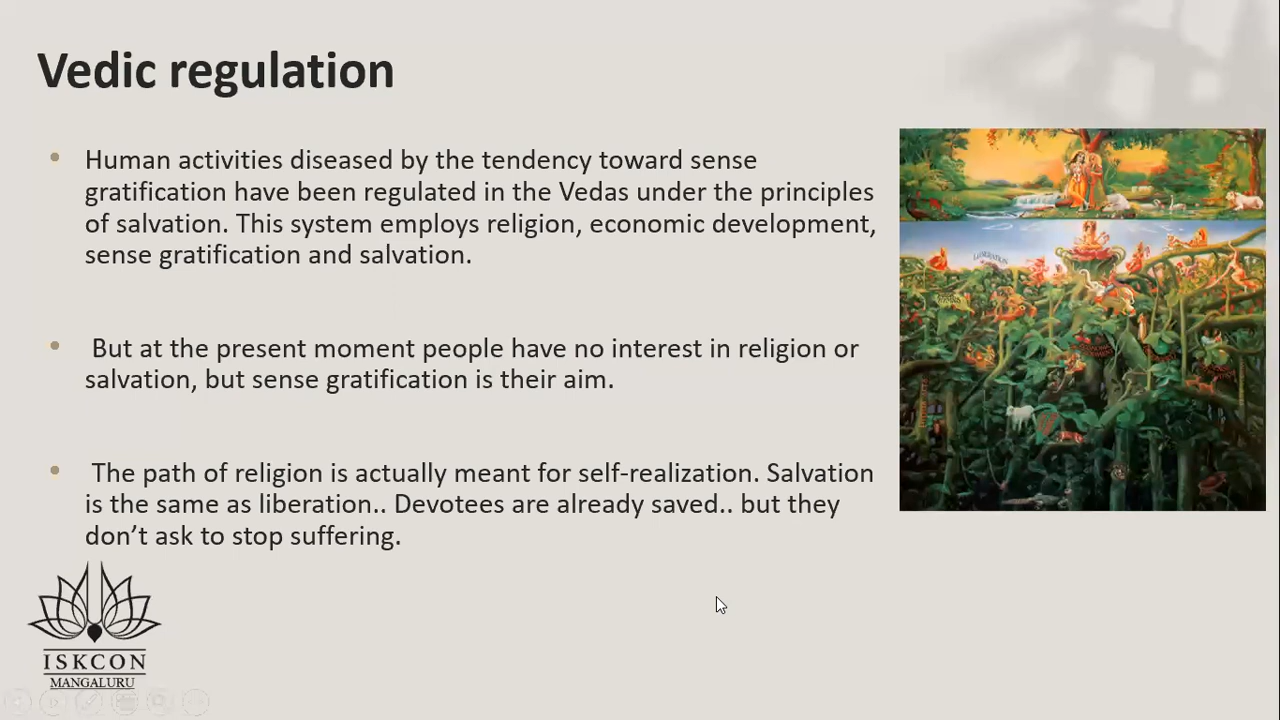 Vedic regulation
• Human activities diseased by the tendency toward sense
gratification have been regulated in the Vedas under the principles
of salvation. This system employs religion, economic development,
sense gratification and salvation.
• But at the present moment people have no interest in religion or
salvation, but sense gratification is their aim.
• The path of religion is actually meant for self-realization. Salvation
is the same as liberation.. Devotees are already saved.. but they
don’t ask to stop suffering.
LIBERATION
ISKCON
MANGALURU